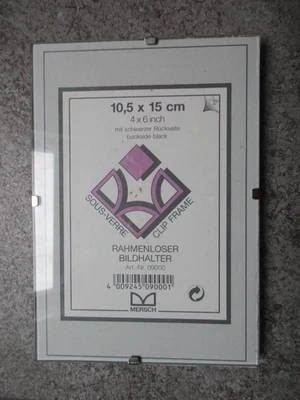 10,5 x 15 cm
4 x 6 inch
mit schwarzer Rückseite
backside black
SOUS-VERRE
CLIP FRAME
RAHMENLOSER
BILDHALTER
Art.-Nr. 09000
4 009245 090001
MERSCH